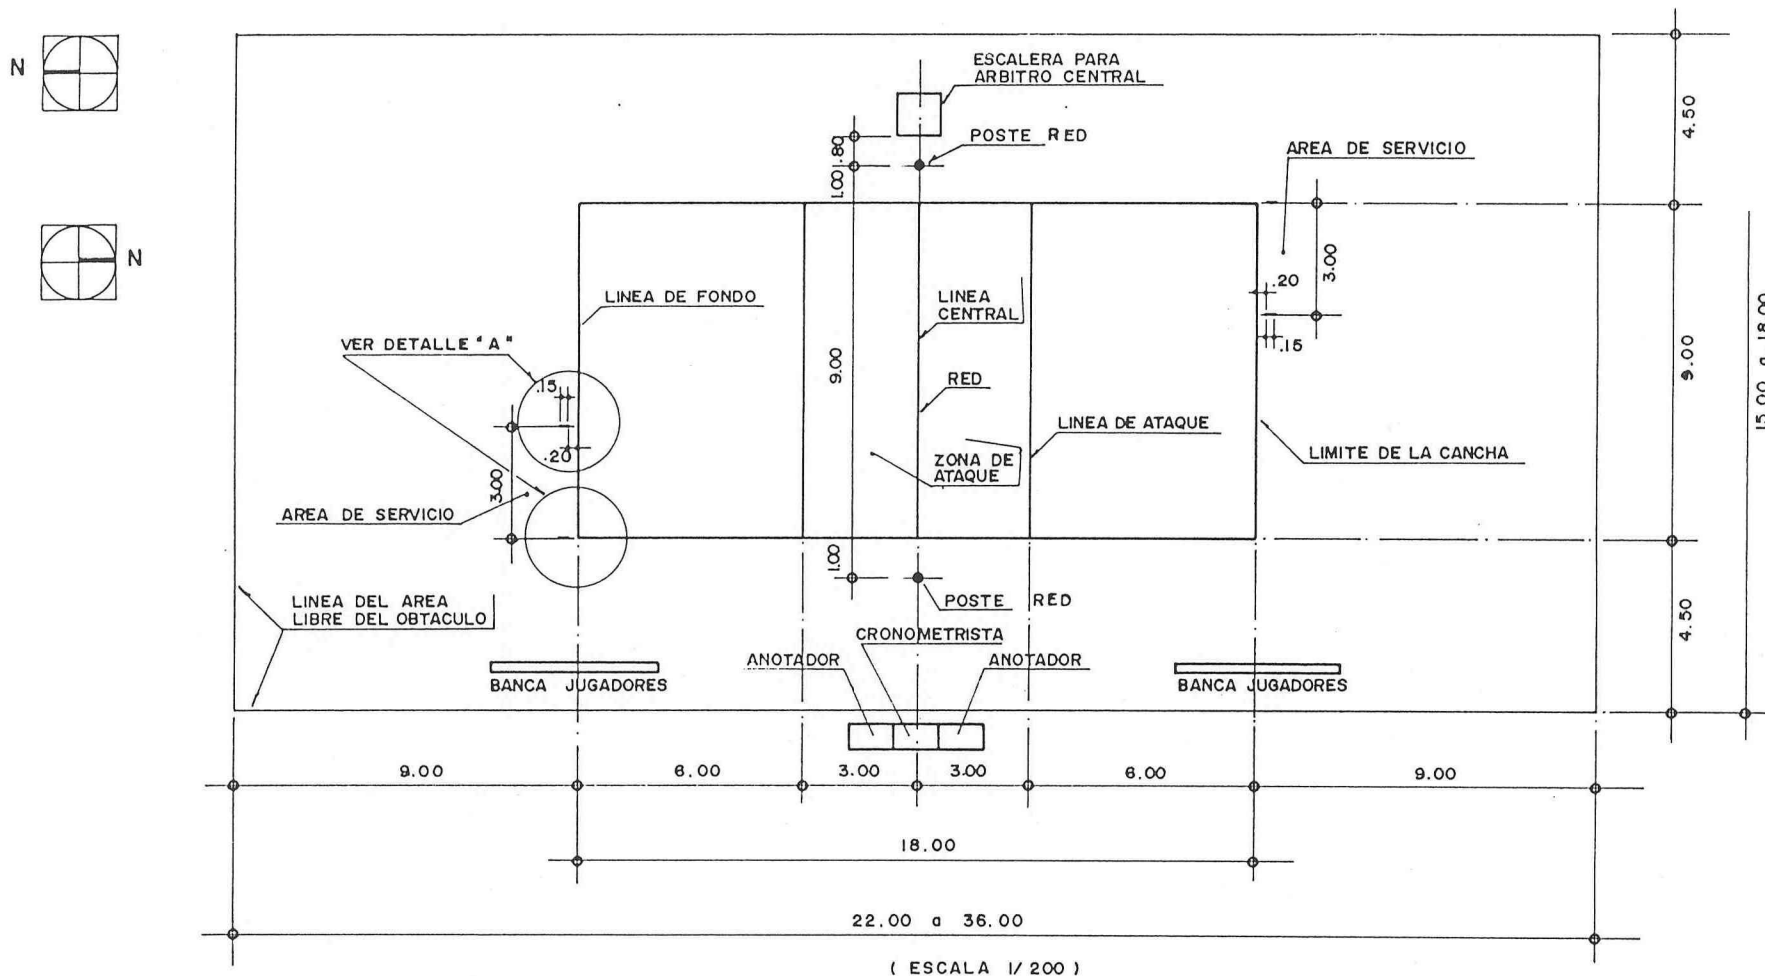 N
ESCALERA PARA
ARBITRO CENTRAL
4.50
POSTE RED
.80
AREA DE SERVICIO
1.00
N
3.00
.20
LINEA DE FONDO
LINEA
CENTRAL
15.00 a 18.00
VER DETALLE "A"
.15
9.00
9.00
.15
RED
LINEA DE ATAQUE
.20
ZONA DE
ATAQUE
LIMITE DE LA CANCHA
3.00
AREA DE SERVICIO
1.00
LINEA DEL AREA
LIBRE DEL OBTACULO
POSTE RED
4.50
CRONOMETRISTA
ANOTADOR
ANOTADOR
BANCA JUGADORES
BANCA JUGADORES
9.00
6.00
3.00
3.00
6.00
9.00
18.00
22.00 a 36.00
( ESCALA 1/200 )